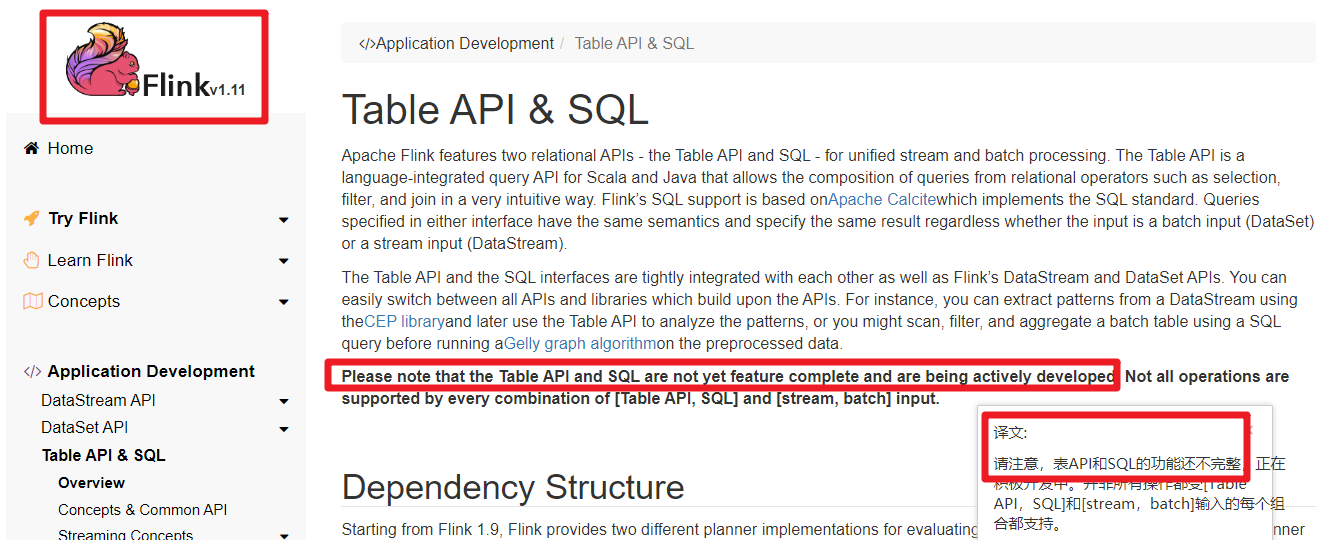 Flink v1.11
Home
Try Flink
Learn Flink
Concepts
</> Application Development
DataStream API
DataSet API
Table API & SQL
Overview
Concepts & Common API
Streaming Concepts
</>Application Development / Table API & SQL
Table API & SQL
Apache Flink features two relational APIs - the Table API and SQL - for unified stream and batch processing. The Table API is a
language-integrated query API for Scala and Java that allows the composition of queries from relational operators such as selection,
filter, and join in a very intuitive way. Flink’s SQL support is based onApache Calcitewhich implements the SQL standard. Queries
specified in either interface have the same semantics and specify the same result regardless whether the input is a batch input (DataSet)
or a stream input (DataStream).
The Table API and the SQL interfaces are tightly integrated with each other as well as Flink’s DataStream and DataSet APIs. You can
easily switch between all APIs and libraries which build upon the APIs. For instance, you can extract patterns from a DataStream using
theCEP libraryand later use the Table API to analyze the patterns, or you might scan, filter, and aggregate a batch table using a SQL
query before running aGelly graph algorithmon the preprocessed data.
Please note that the Table API and SQL are not yet feature complete and are being actively developed Not all operations are
supported by every combination of [Table API, SQL] and [stream, batch] input.
译文:
请注意，表API和SQL的功能还不完整，正在
积极开发中。并非所有操作都受[Table
API，SQL]和[stream，batch]输入的每个组
合都支持。
Dependency Structure
Starting from Flink 1.9, Flink provides two different planner implementations for evaluating